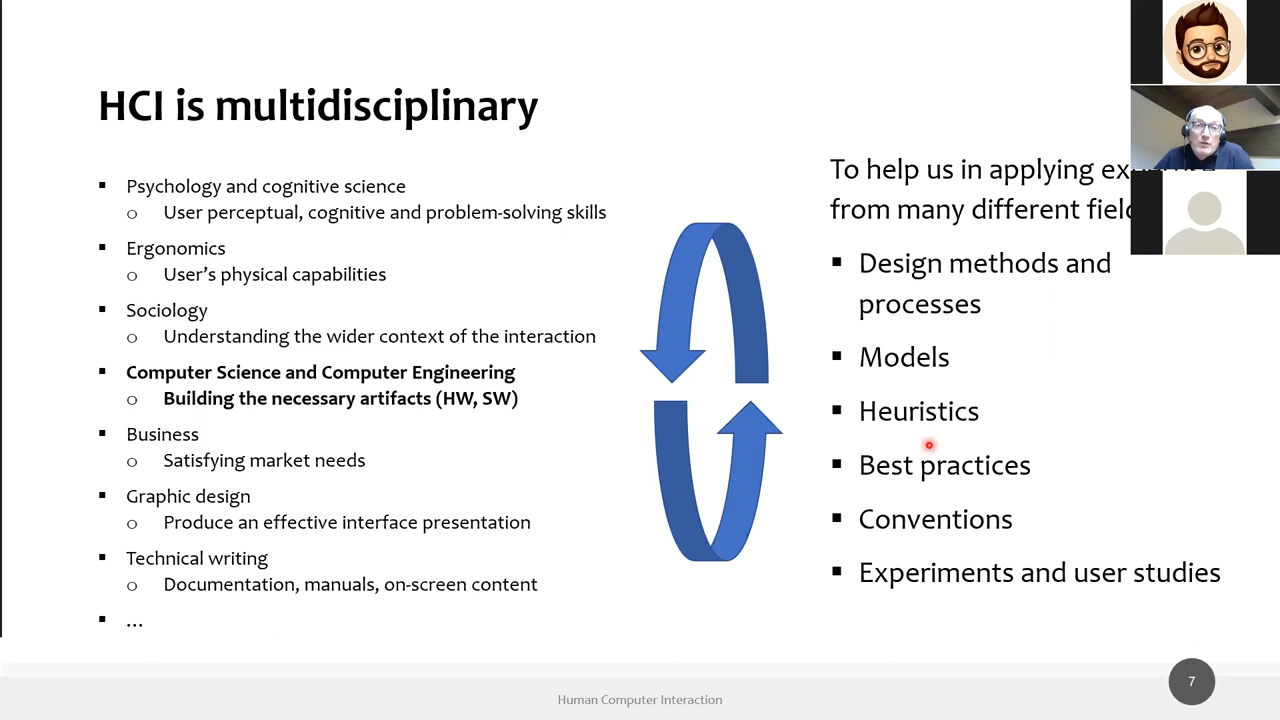 HCI is multidisciplinary
▪ Psychology and cognitive science
o User perceptual, cognitive and problem-solving skills
▪ Ergonomics
o User’s physical capabilities
▪ Sociology
o Understanding the wider context of the interaction
▪ Computer Science and Computer Engineering
o Building the necessary artifacts (HW, SW)
▪ Business
o Satisfying market needs
▪ Graphic design
o Produce an effective interface presentation
▪ Technical writing
o Documentation, manuals, on-screen content
▪ …
To help us in applying
from many different
▪ Design methods and
processes
▪ Models
▪ Heuristics
▪ Best practices
▪ Conventions
▪ Experiments and user studies
Human Computer Interaction
7